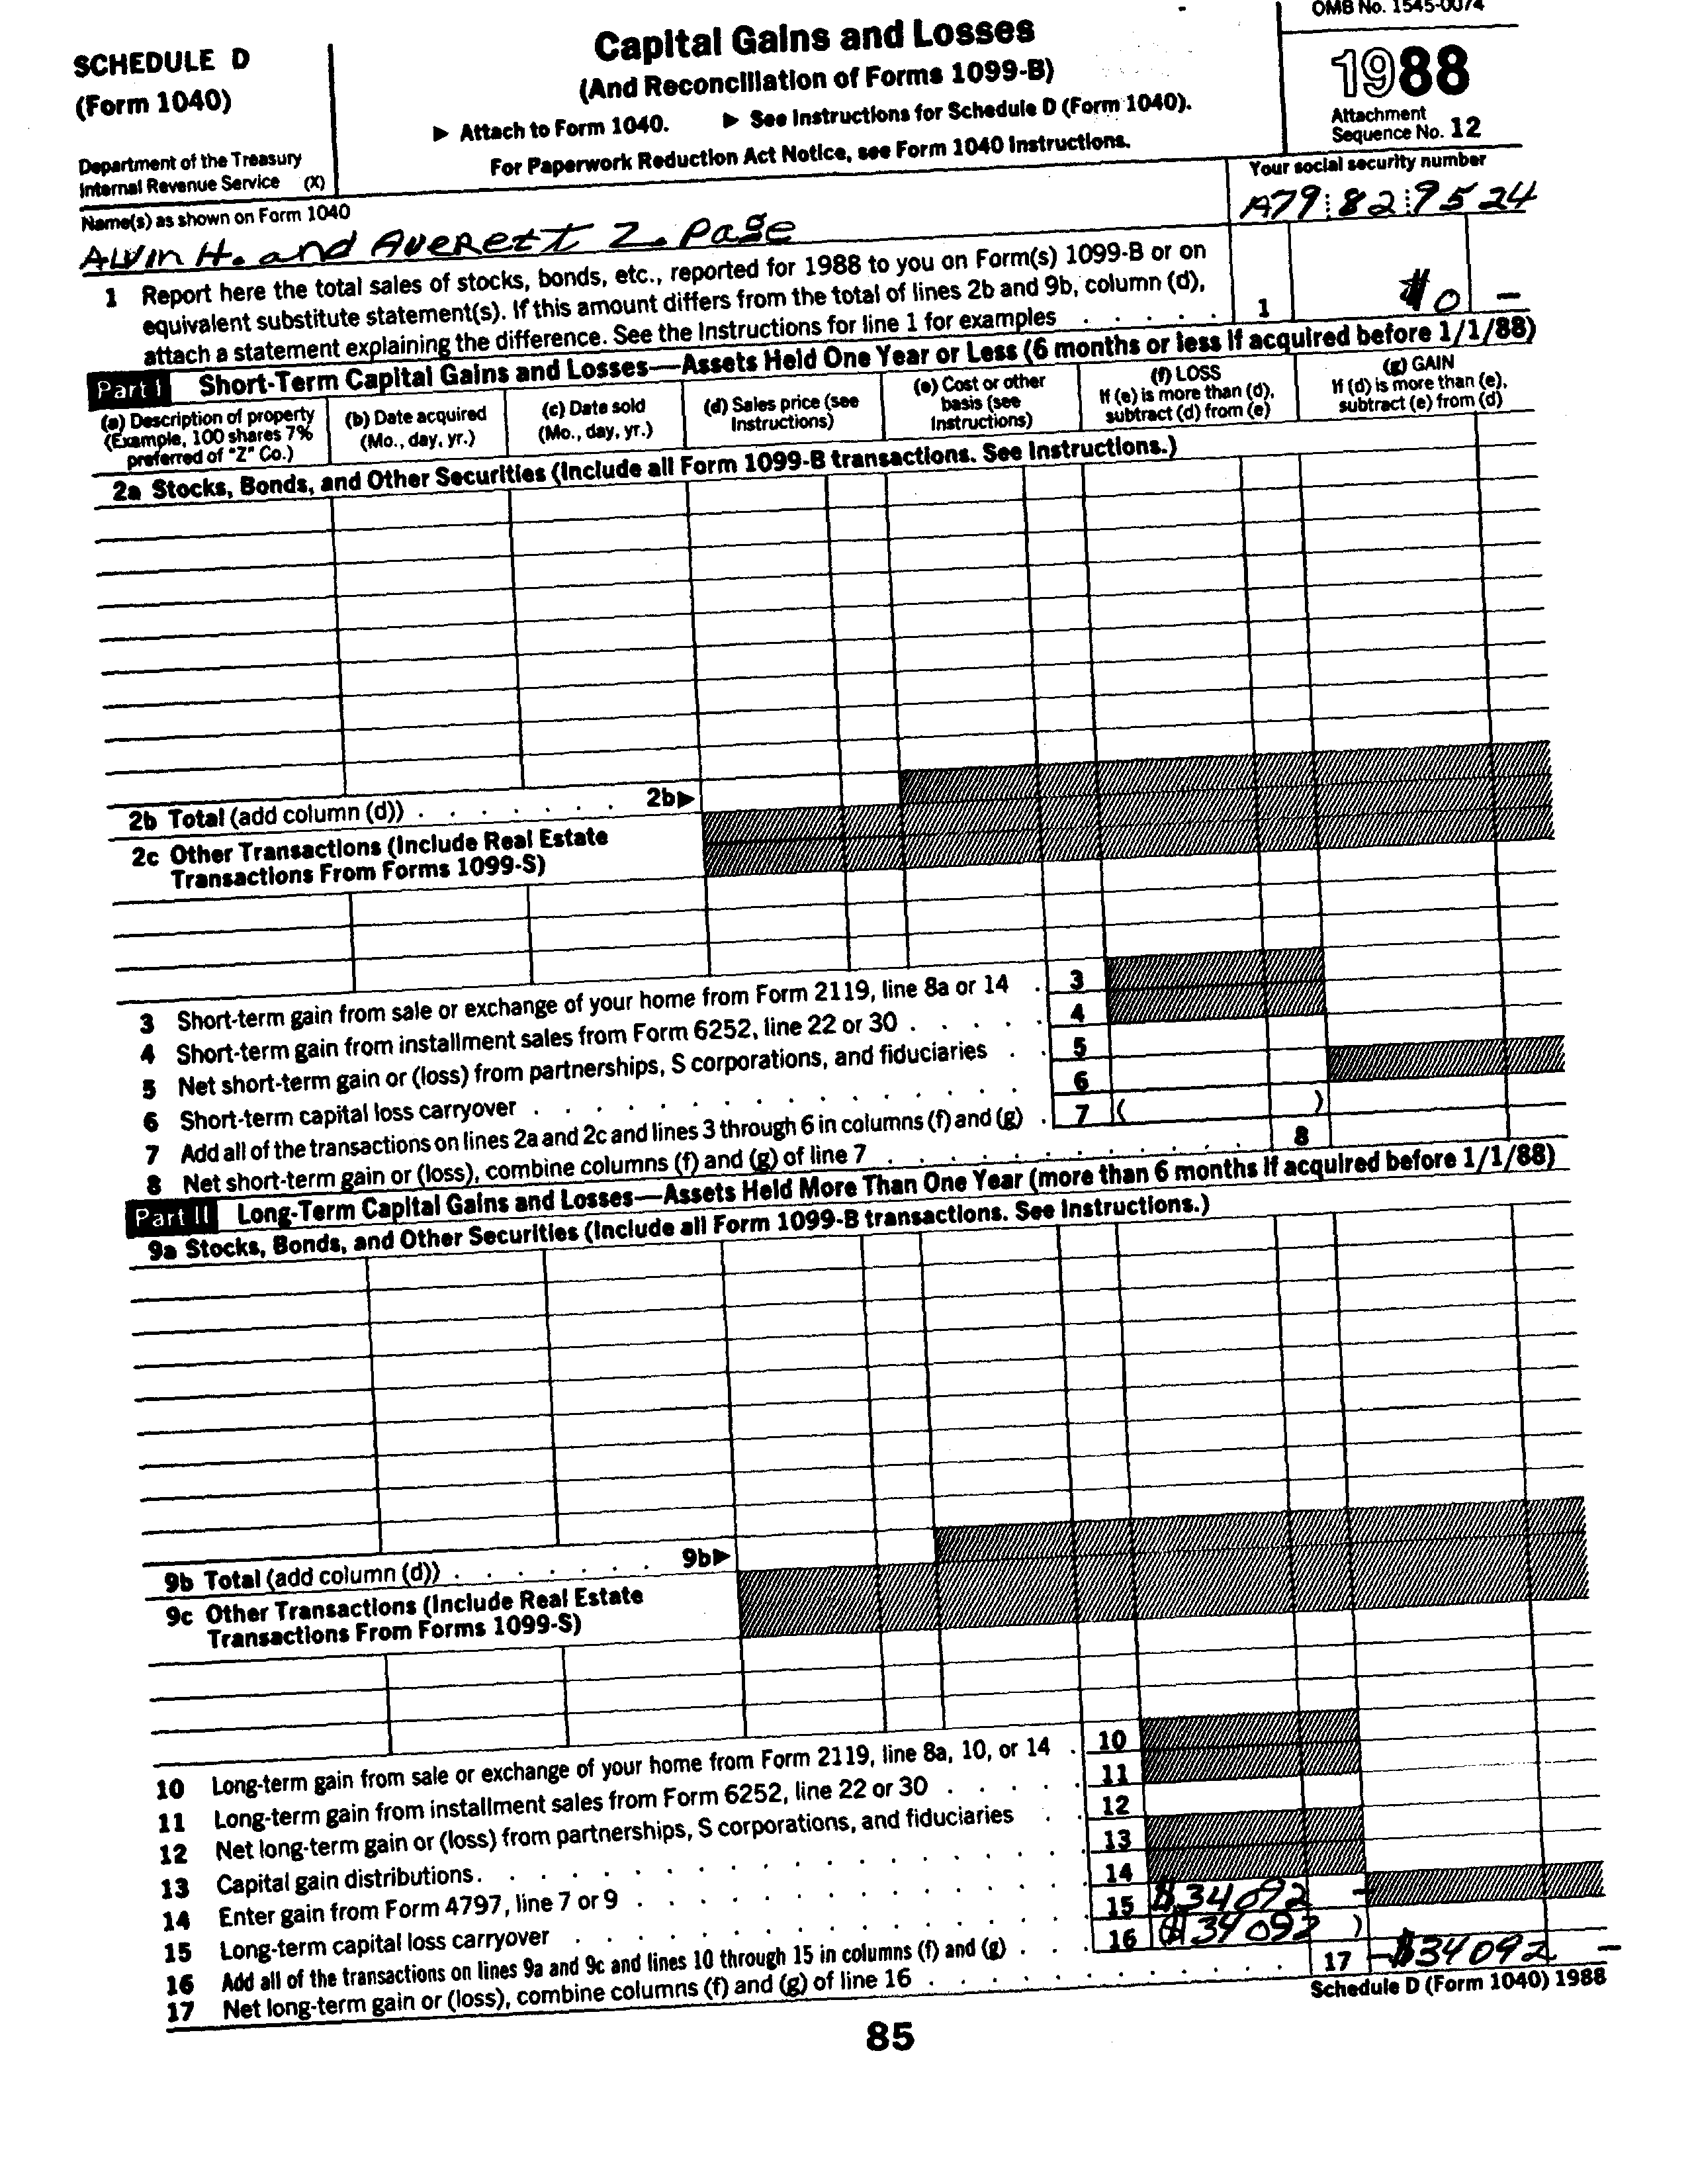 OMB No. 1545-0074
SCHEDULE D
(Form 1040)
Department of the Treasury
Internal Revenue Service (X)
Capital Gains and Losses
(And Reconciliation of Forms 1099-B)
▶ Attach to Form 1040. ▶ See Instructions for Schedule D (Form 1040).
For Paperwork Reduction Act Notice, see Form 1040 Instructions.
1988
Attachment
Sequence No. 12
Name(s) as shown on Form 1040
Alvin H. and Averett Z. Page
Your social security number
A79 82 9524
1 Report here the total sales of stocks, bonds, etc., reported for 1988 to you on Form(s) 1099-B or on
equivalent substitute statement(s). If this amount differs from the total of lines 2b and 9b, column (d),
attach a statement explaining the difference. See the Instructions for line 1 for examples . . . . . 1 $0 –
Part I Short-Term Capital Gains and Losses—Assets Held One Year or Less (6 months or less if acquired before 1/1/88)
(a) Description of property
(Example, 100 shares 7%
preferred of "Z" Co.)
(b) Date acquired
(Mo., day, yr.)
(c) Date sold
(Mo., day, yr.)
(d) Sales price (see
Instructions)
(e) Cost or other
basis (see
Instructions)
(f) LOSS
If (e) is more than (d),
subtract (d) from (e)
(g) GAIN
If (d) is more than (e),
subtract (e) from (d)
2a Stocks, Bonds, and Other Securities (Include all Form 1099-B transactions. See Instructions.)
2b Total (add column (d)) . . . . . . . 2b▶
2c Other Transactions (Include Real Estate
Transactions From Forms 1099-S)
3 Short-term gain from sale or exchange of your home from Form 2119, line 8a or 14 . 3
4 Short-term gain from installment sales from Form 6252, line 22 or 30 . . . . . 4
5 Net short-term gain or (loss) from partnerships, S corporations, and fiduciaries . . 5
6 Short-term capital loss carryover . . . . . . . . . . . . . . . . 6
7 Add all of the transactions on lines 2a and 2c and lines 3 through 6 in columns (f) and (g) . 7 ( )
8 Net short-term gain or (loss), combine columns (f) and (g) of line 7 . . . . . . . . . . . . 8
Part II Long-Term Capital Gains and Losses—Assets Held More Than One Year (more than 6 months if acquired before 1/1/88)
9a Stocks, Bonds, and Other Securities (Include all Form 1099-B transactions. See Instructions.)
9b Total (add column (d)) . . . . . . . 9b▶
9c Other Transactions (Include Real Estate
Transactions From Forms 1099-S)
10 Long-term gain from sale or exchange of your home from Form 2119, line 8a, 10, or 14 . 10
11 Long-term gain from installment sales from Form 6252, line 22 or 30 . . . . . 11
12 Net long-term gain or (loss) from partnerships, S corporations, and fiduciaries . . 12
13 Capital gain distributions. . . . . . . . . . . . . . . . . . 13
14 Enter gain from Form 4797, line 7 or 9 . . . . . . . . . . . . . 14
15 Long-term capital loss carryover . . . . . . . . . . . . . . . 15 $34092 –
16 Add all of the transactions on lines 9a and 9c and lines 10 through 15 in columns (f) and (g) . . . 16 ($34092 )
17 Net long-term gain or (loss), combine columns (f) and (g) of line 16 . . . . . . . . . . . . 17 –$34092 –
Schedule D (Form 1040) 1988
85